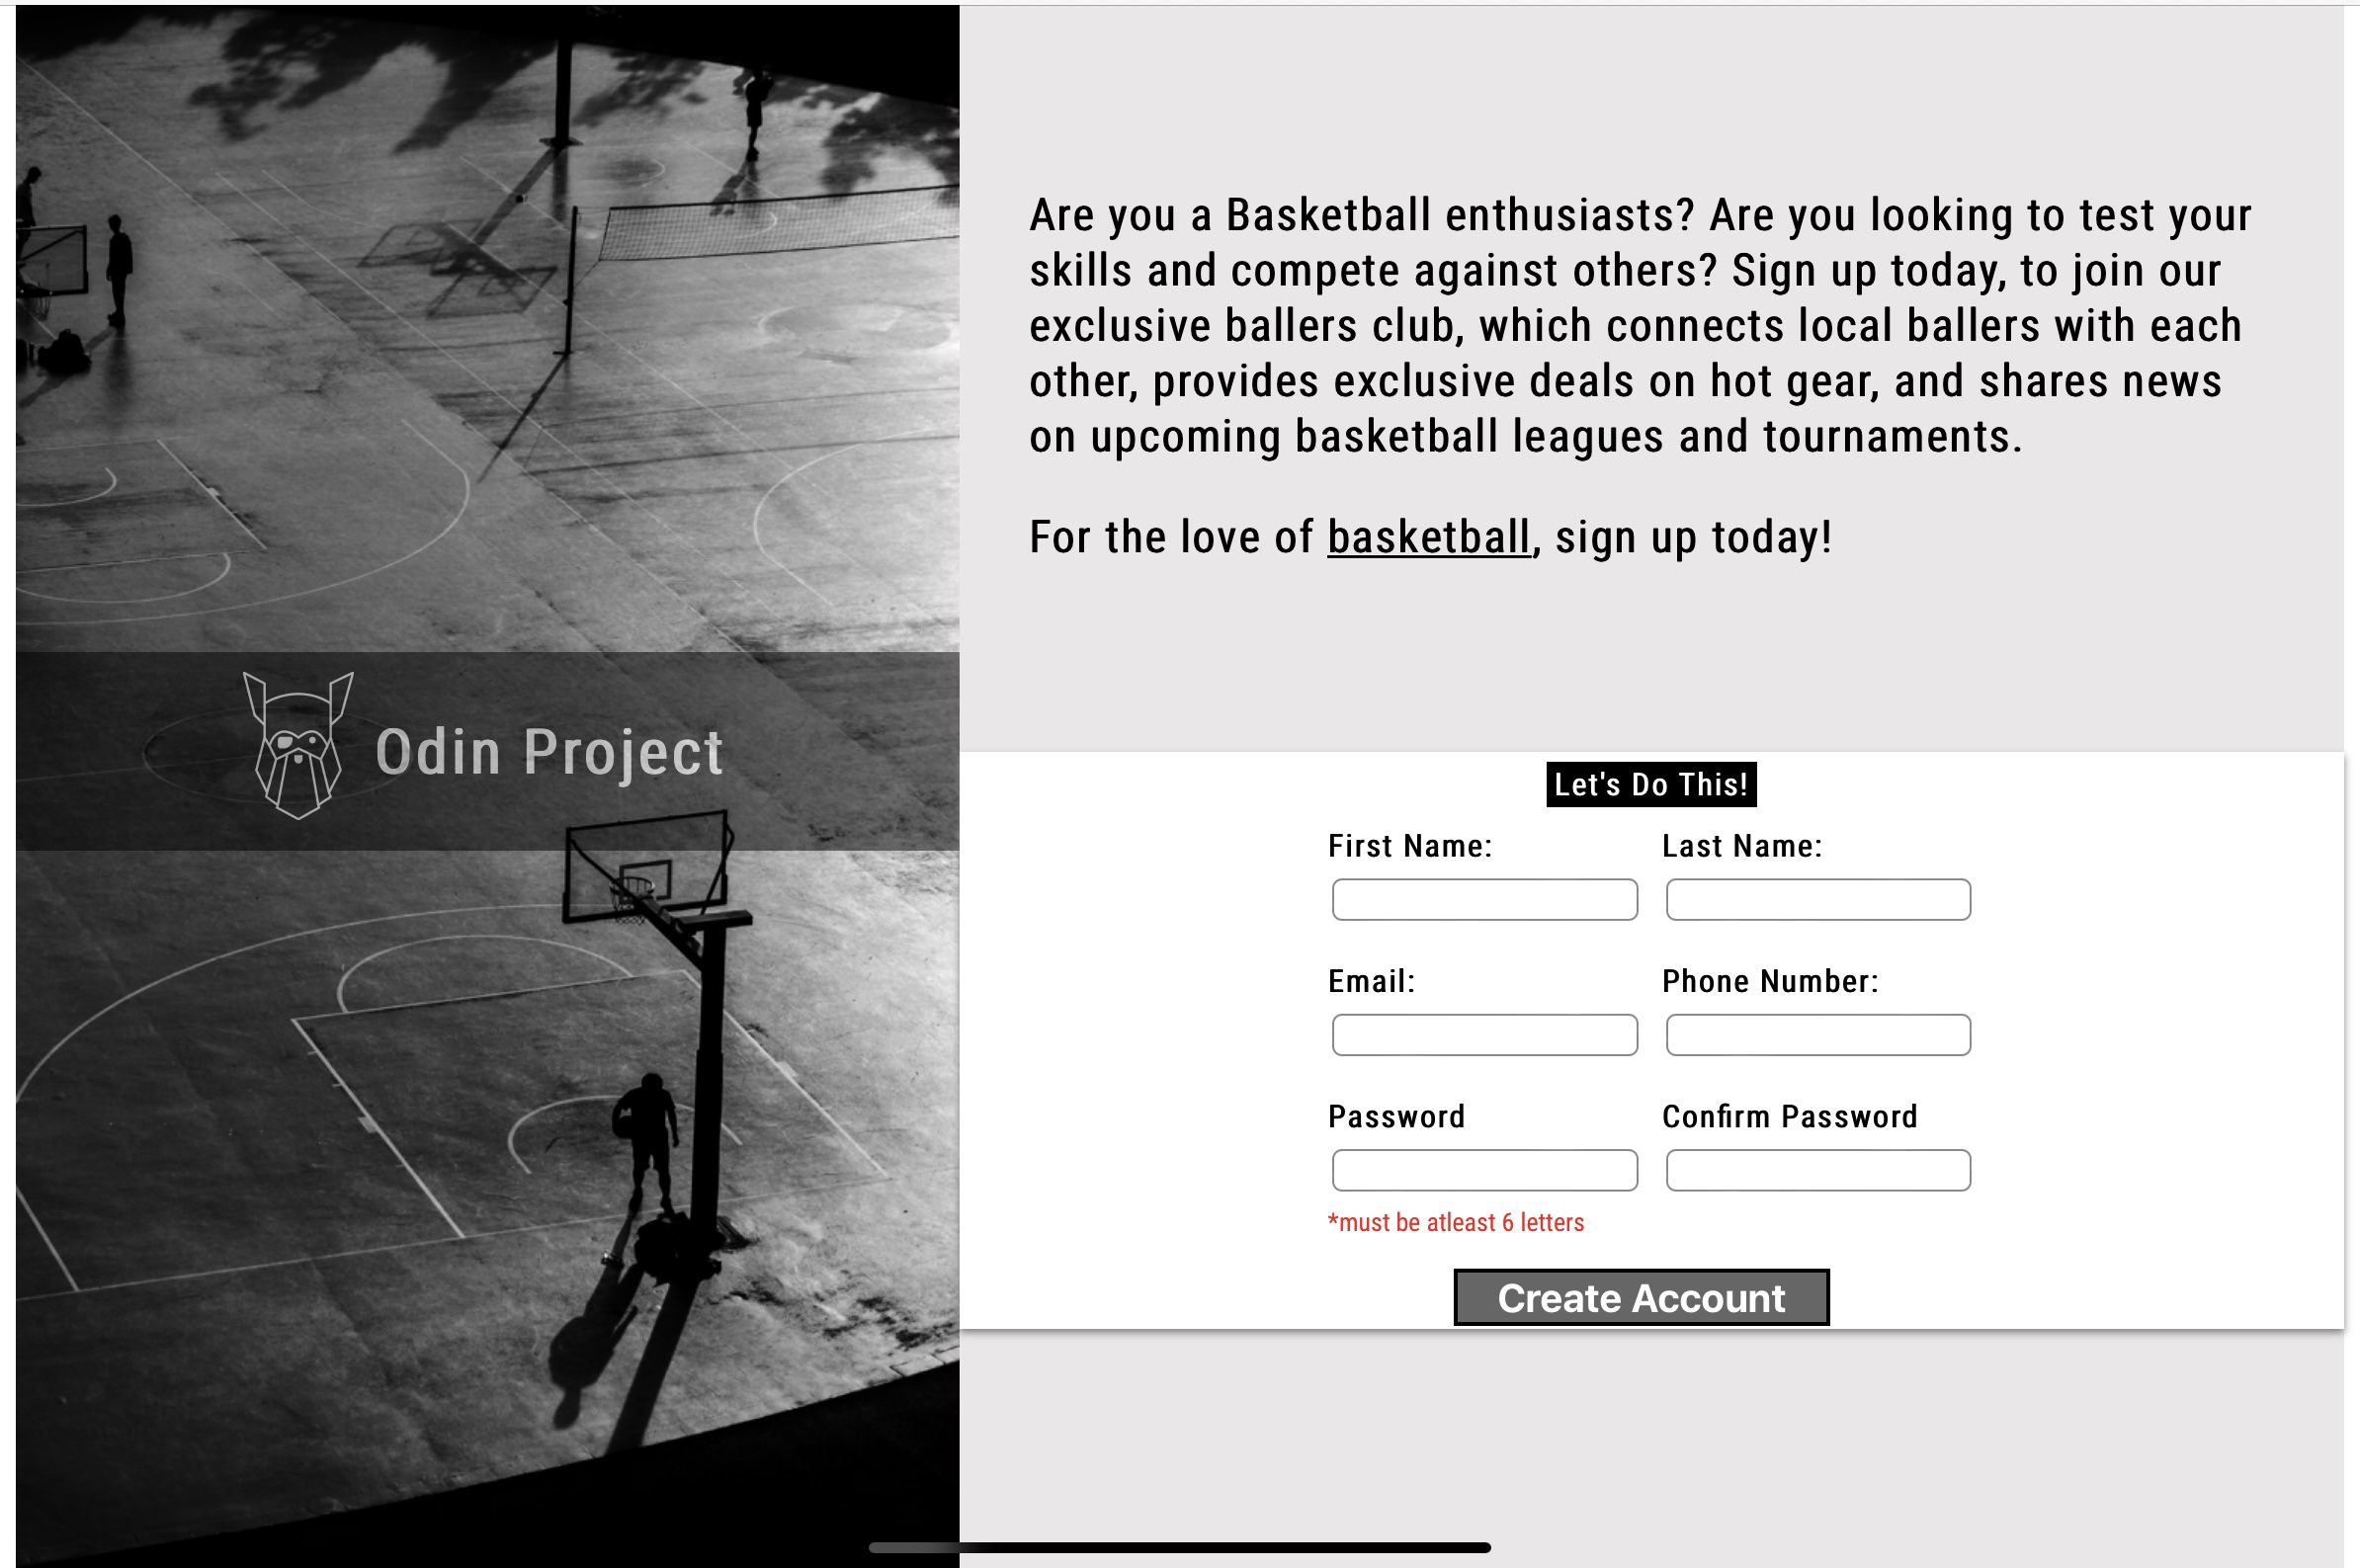 Are you a Basketball enthusiasts? Are you looking to test your
skills and compete against others? Sign up today, to join our
exclusive ballers club, which connects local ballers with each
other, provides exclusive deals on hot gear, and shares news
on upcoming basketball leagues and tournaments.
For the love of basketball, sign up today!
Odin Project
Let's Do This!
First Name: Last Name:
Email: Phone Number:
Password Confirm Password
*must be atleast 6 letters
Create Account